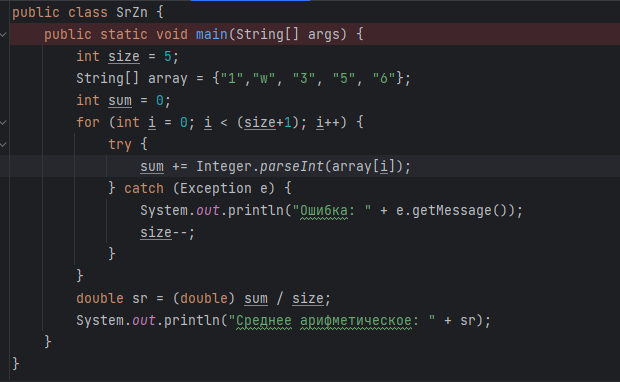 public class SrZn {
    public static void main(String[] args) {
        int size = 5;
        String[] array = {"1","w", "3", "5", "6"};
        int sum = 0;
        for (int i = 0; i < (size+1); i++) {
            try {
                sum += Integer.parseInt(array[i]);
            } catch (Exception e) {
                System.out.println("Ошибка: " + e.getMessage());
                size--;
            }
        }
        double sr = (double) sum / size;
        System.out.println("Среднее арифметическое: " + sr);
    }
}